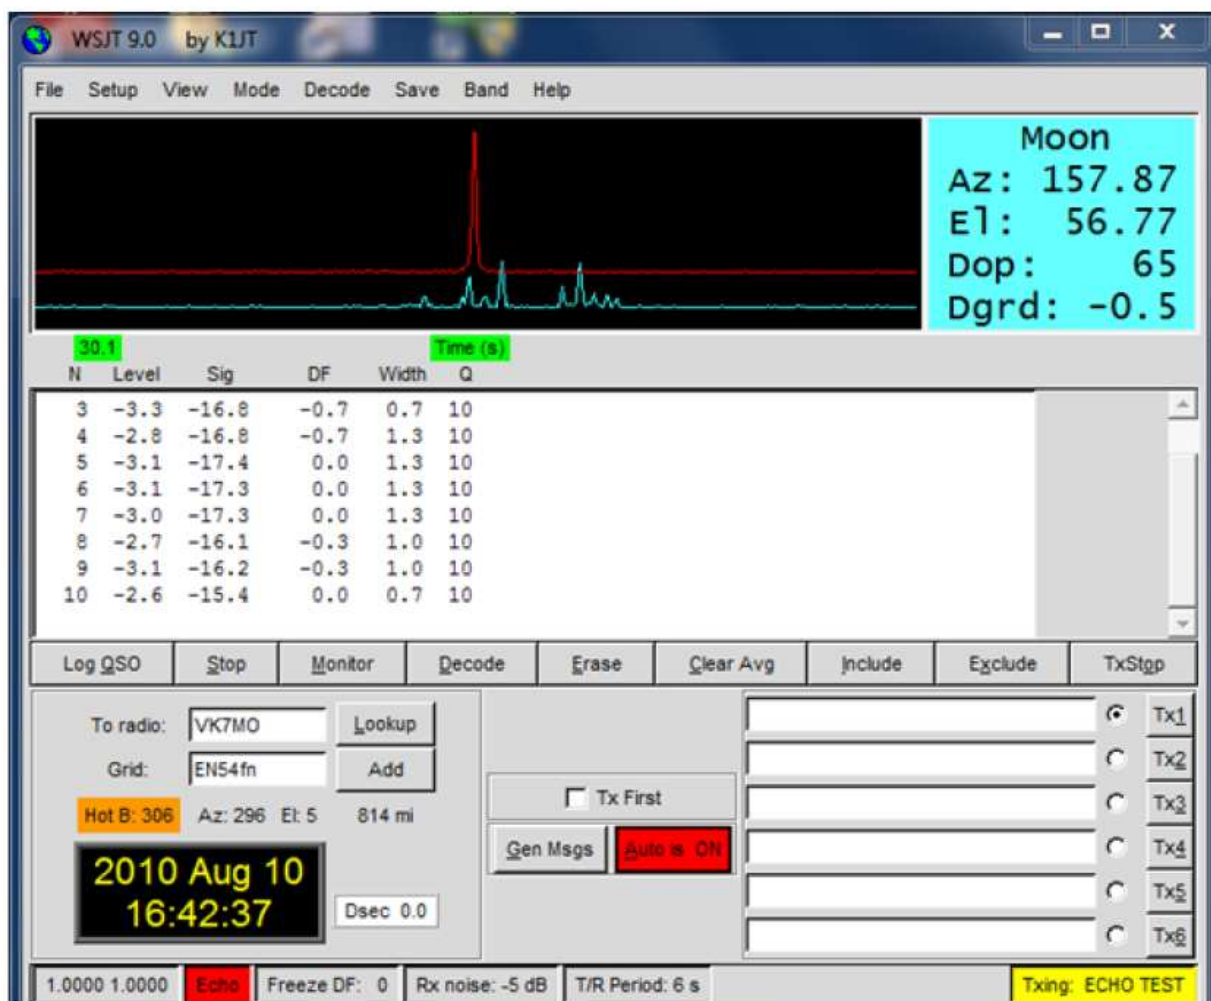 WSJT 9.0 by K1JT
File Setup View Mode Decode Save Band Help
Moon
Az: 157.87
El: 56.77
Dop: 65
Dgrd: -0.5
30.1 Time (s)
N Level Sig DF Width Q
3 -3.3 -16.8 -0.7 0.7 10
4 -2.8 -16.8 -0.7 1.3 10
5 -3.1 -17.4 0.0 1.3 10
6 -3.1 -17.3 0.0 1.3 10
7 -3.0 -17.3 0.0 1.3 10
8 -2.7 -16.1 -0.3 1.0 10
9 -3.1 -16.2 -0.3 1.0 10
10 -2.6 -15.4 0.0 0.7 10
Log QSO Stop Monitor Decode Erase Clear Avg Include Exclude TxStop
To radio: VK7MO Lookup
Grid: EN54fn Add
Hot B: 306 Az: 296 El: 5 814 mi
2010 Aug 10
16:42:37
Dsec 0.0
Tx First
Gen Msgs Auto is ON
Tx1
Tx2
Tx3
Tx4
Tx5
Tx6
1.0000 1.0000 Echo Freeze DF: 0 Rx noise: -5 dB T/R Period: 6 s Txing: ECHO TEST